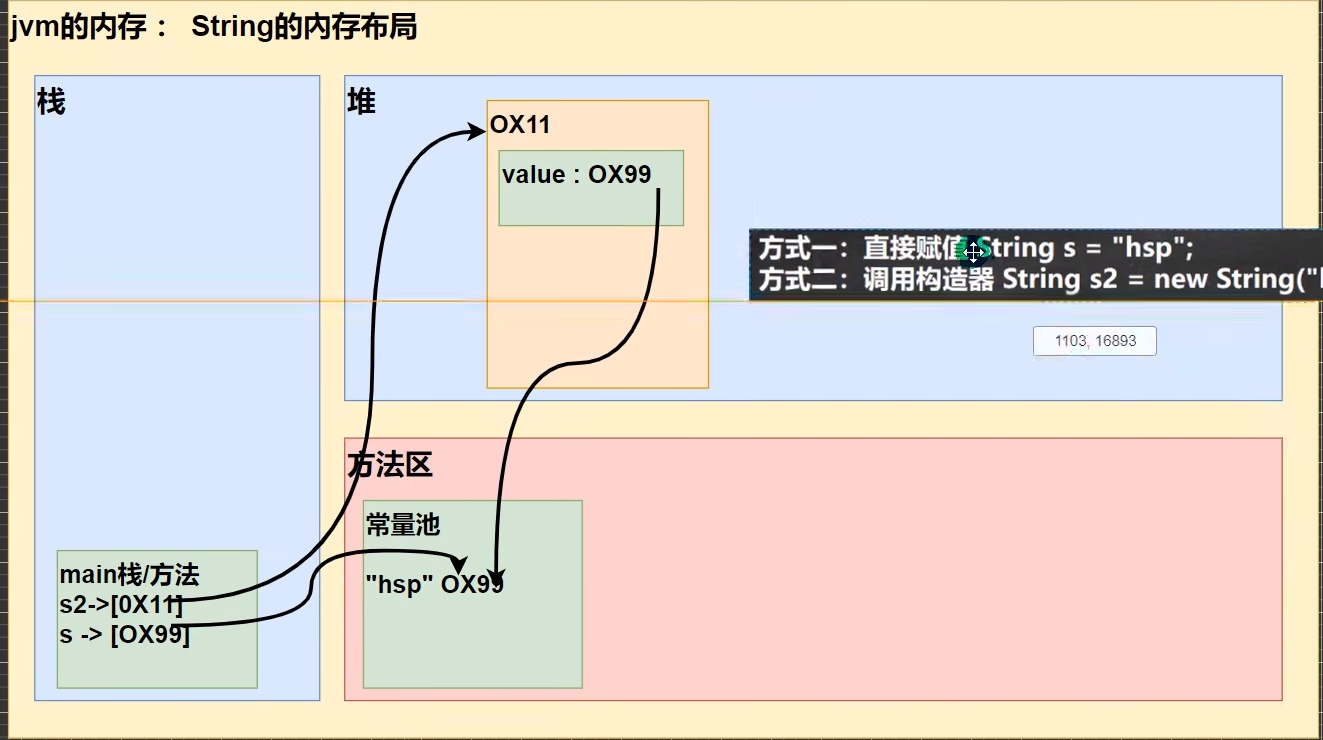 jvm的内存： String的内存布局
栈
堆
OX11
value : OX99
方式一：直接赋值 String s = "hsp";
方式二：调用构造器 String s2 = new String("
1103, 16893
方法区
常量池
"hsp" OX99
main栈/方法
s2->[0X11]
s -> [OX99]